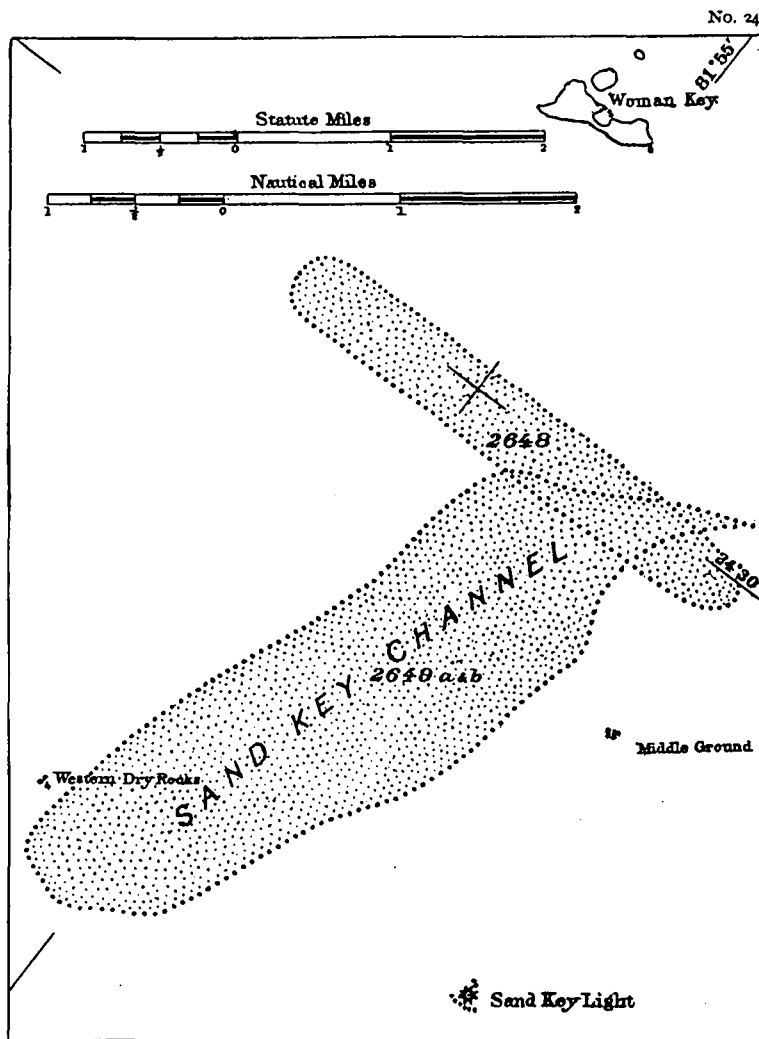 No. 24
81°55'
Woman Key
Statute Miles
1 ½ 0 1 2
Nautical Miles
1 ½ 0 1 2
2648
24°30'
SAND KEY CHANNEL
2649 a & b
Middle Ground
Western Dry Rocks
Sand Key Light